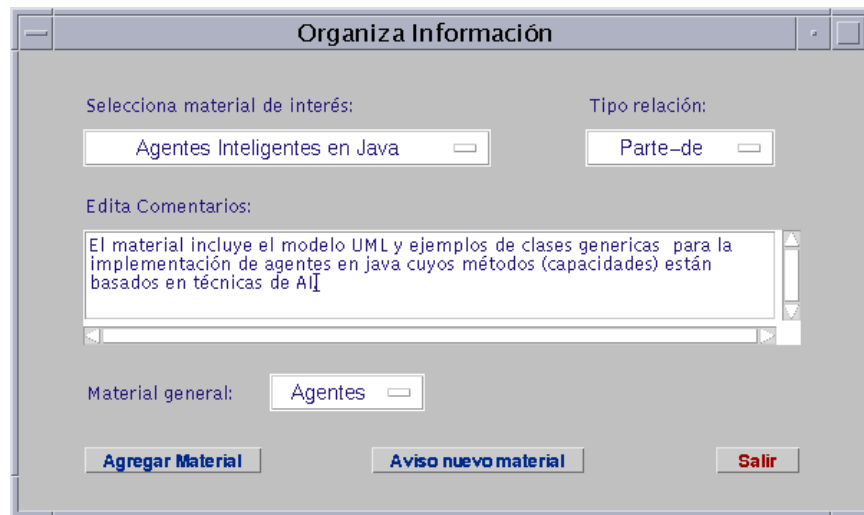 Organiza Información
Selecciona material de interés: Tipo relación:
Agentes Inteligentes en Java Parte-de
Edita Comentarios:
El material incluye el modelo UML y ejemplos de clases genericas para la
implementación de agentes en java cuyos métodos (capacidades) están
basados en técnicas de AI
Material general: Agentes
Agregar Material Aviso nuevo material Salir